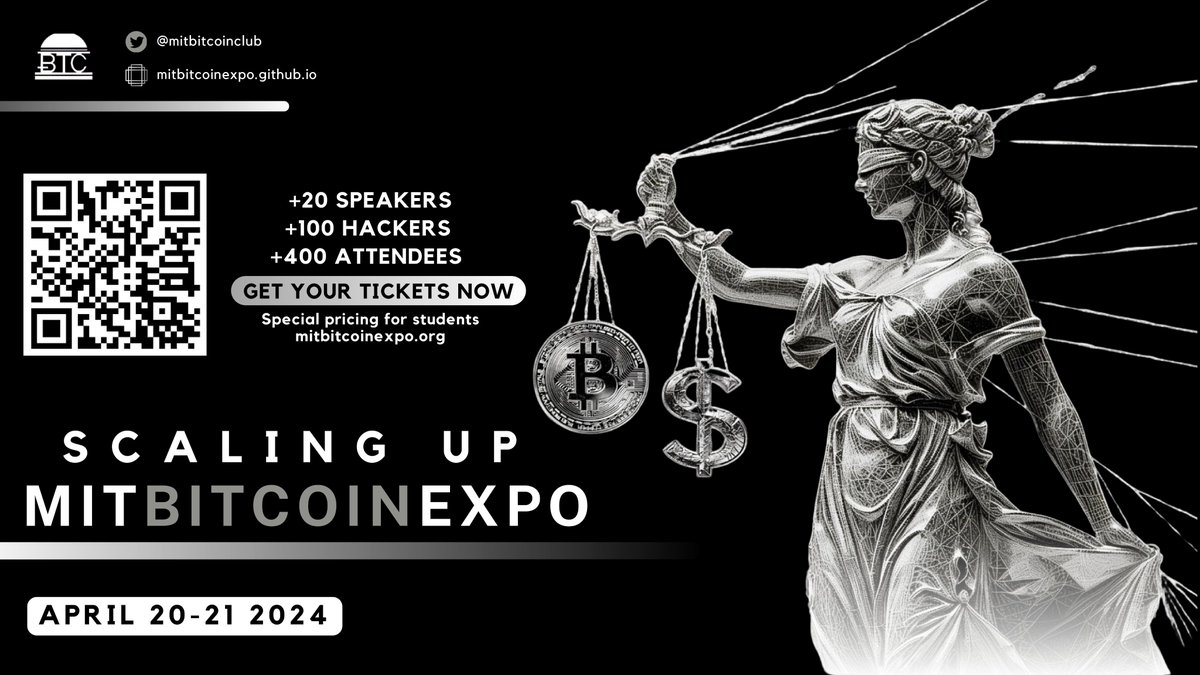 BTC
@mitbitcoinclub
mitbitcoinexpo.github.io
+20 SPEAKERS
+100 HACKERS
+400 ATTENDEES
GET YOUR TICKETS NOW
Special pricing for students
mitbitcoinexpo.org
SCALING UP
MITBITCOINEXPO
APRIL 20-21 2024